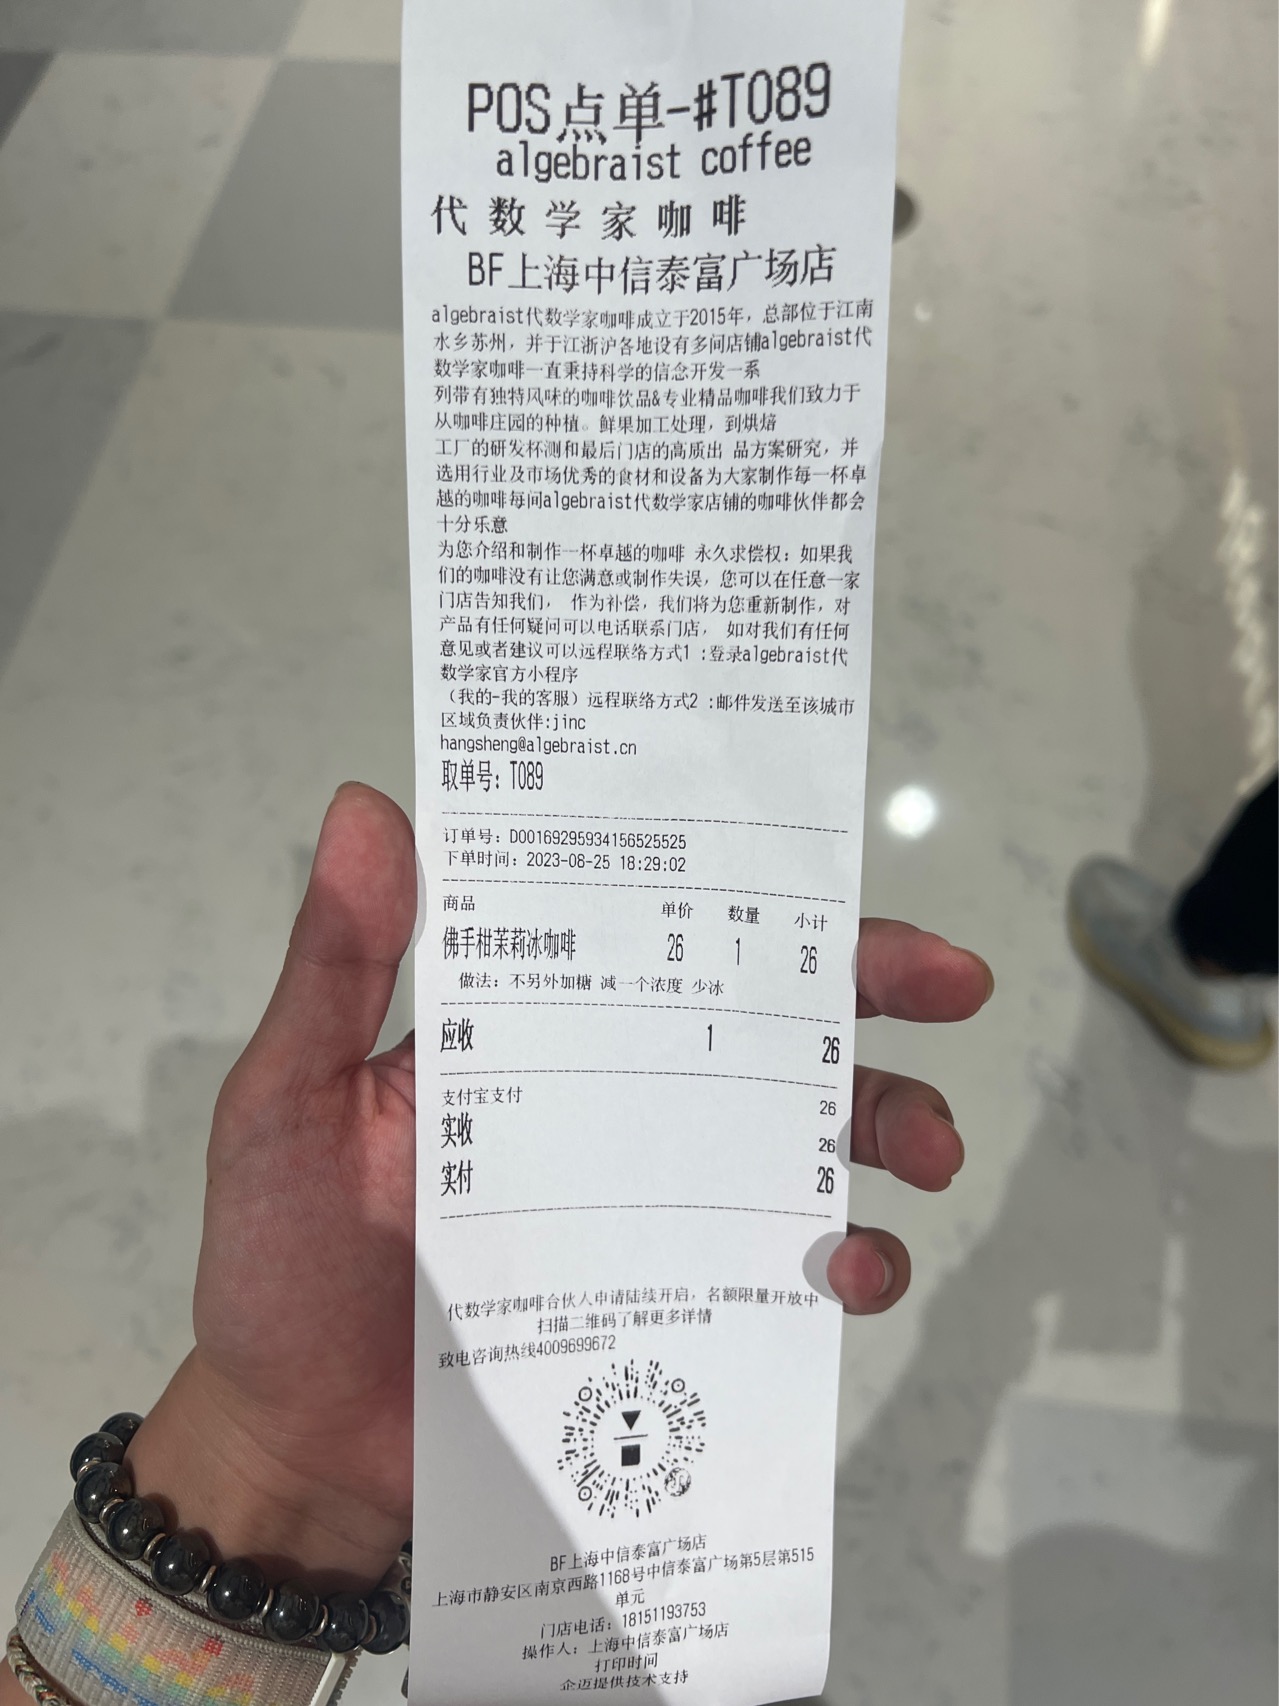 POS点单-#T089
algebraist coffee
代数学家咖啡
BF上海中信泰富广场店
algebraist代数学家咖啡成立于2015年，总部位于江南
水乡苏州，并于江浙沪各地设有多间店铺algebraist代
数学家咖啡一直秉持科学的信念开发一系
列带有独特风味的咖啡饮品&专业精品咖啡我们致力于
从咖啡庄园的种植。鲜果加工处理，到烘焙
工厂的研发杯测和最后门店的高质出 品方案研究，并
选用行业及市场优秀的食材和设备为大家制作每一杯卓
越的咖啡每间algebraist代数学家店铺的咖啡伙伴都会
十分乐意
为您介绍和制作一杯卓越的咖啡 永久求偿权：如果我
们的咖啡没有让您满意或制作失误，您可以在任意一家
门店告知我们， 作为补偿，我们将为您重新制作，对
产品有任何疑问可以电话联系门店， 如对我们有任何
意见或者建议可以远程联络方式1 :登录algebraist代
数学家官方小程序
（我的-我的客服）远程联络方式2 :邮件发送至该城市
区域负责伙伴:jinc
hangsheng@algebraist.cn
取单号：T089
订单号：D00169295934156525525
下单时间：2023-08-25 18:29:02
商品 单价 数量 小计
佛手柑茉莉冰咖啡 26 1 26
做法：不另外加糖 减一个浓度 少冰
应收 1 26
支付宝支付 26
实收 26
实付 26
代数学家咖啡合伙人申请陆续开启，名额限量开放中
扫描二维码了解更多详情
致电咨询热线4009699672
BF上海中信泰富广场店
上海市静安区南京西路1168号中信泰富广场第5层第515
单元
门店电话：18151193753
操作人：上海中信泰富广场店
打印时间
企迈提供技术支持